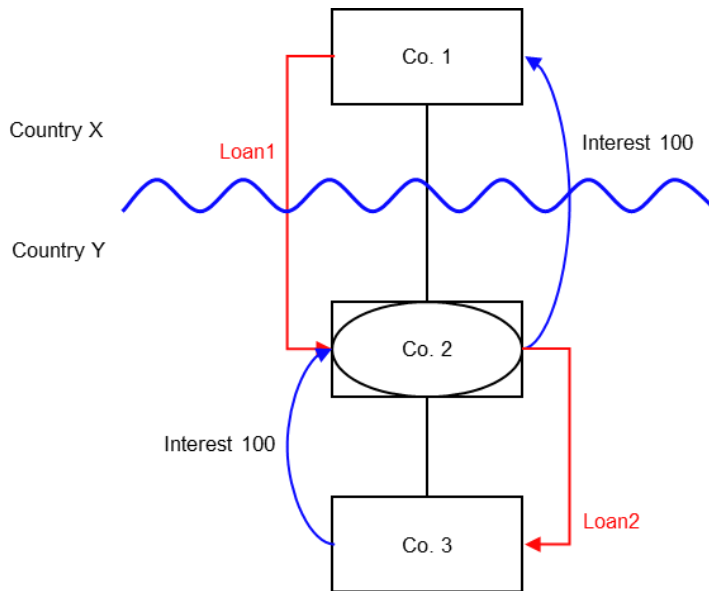 Co. 1
Country X
Loan1
Interest 100
Country Y
Co. 2
Interest 100
Loan2
Co. 3